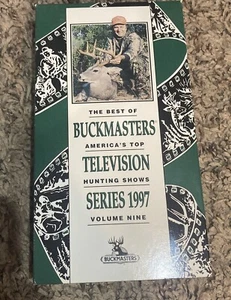 THE BEST OF
BUCKMASTERS
AMERICA'S TOP
TELEVISION
HUNTING SHOWS
SERIES 1997
VOLUME NINE
BUCKMASTERS